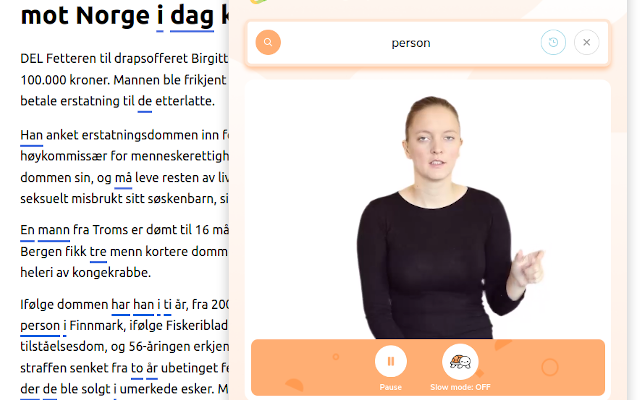 mot Norge i dag k
DEL Fetteren til drapsofferet Birgitt
100.000 kroner. Mannen ble frikjent
betale erstatning til de etterlatte.
Han anket erstatningsdommen inn fo
høykommissær for menneskerettigh
dommen sin, og må leve resten av liv
seksuelt misbrukt sitt søskenbarn, si
En mann fra Troms er dømt til 16 må
Bergen fikk tre menn kortere domm
heleri av kongekrabbe.
Ifølge dommen har han i ti år, fra 200
person i Finnmark, ifølge Fiskeriblad
tilståelsesdom, og 56-åringen erkjen
straffen senket fra to år ubetinget fe
der de ble solgt i umerkede esker. M
person
Pause
Slow mode: OFF